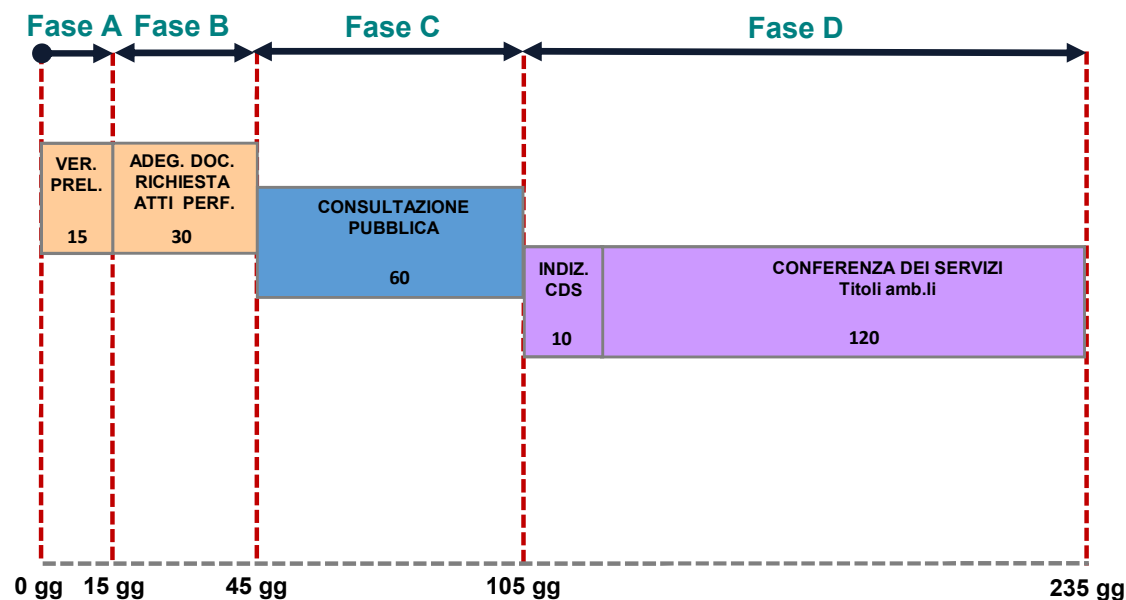 Fase A
Fase B
Fase C
Fase D
VER.
PREL.
15
ADEG. DOC.
RICHIESTA
ATTI PERF.
30
CONSULTAZIONE
PUBBLICA
60
INDIZ.
CDS
10
CONFERENZA DEI SERVIZI
Titoli amb.li
120
0 gg
15 gg
45 gg
105 gg
235 gg